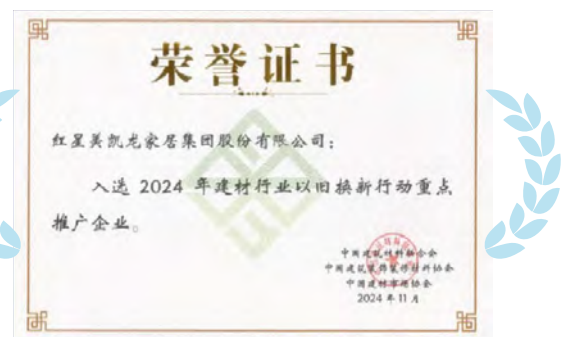 荣誉证书
红星美凯龙家居集团股份有限公司：
入选 2024 年建材行业以旧换新行动重点
推广企业。
中国建筑材料联合会
中国建筑装饰装修材料协会
中国建材市场协会
2024 年 11 月